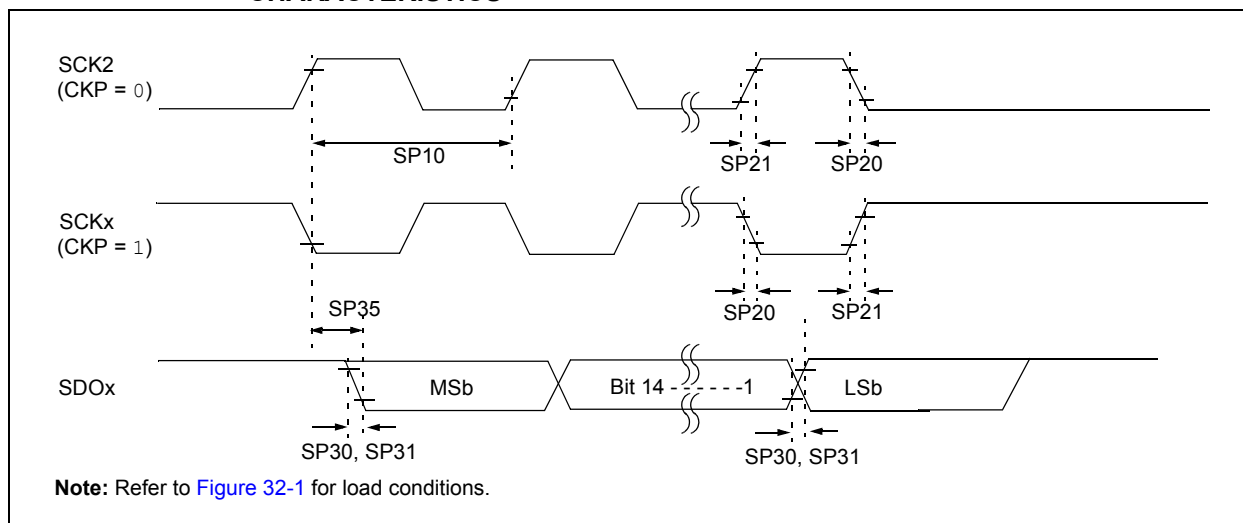 CHARACTERISTICS
SCK2
(CKP = 0)
SP10
SP21
SP20
SCKx
(CKP = 1)
SP35
SP20
SP21
SDOx
MSb
Bit 14 - - - - - -1
LSb
SP30, SP31
SP30, SP31
Note: Refer to Figure 32-1 for load conditions.